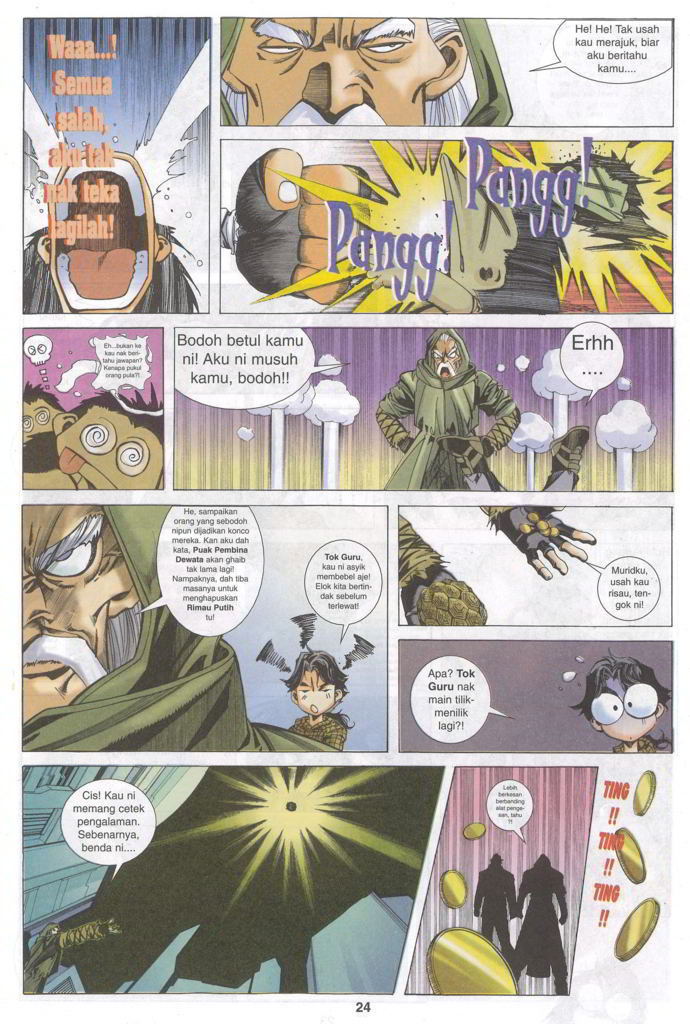 Waaa...!
Semua
salah,
aku tak
nak teka
lagilah!
He! He! Tak usah
kau merajuk, biar
aku beritahu
kamu....
Pangg!
Pangg!
Eh...bukan ke
kau nak beri-
tahu jawapan?
Kenapa pukul
orang pula?!
Bodoh betul kamu
ni! Aku ni musuh
kamu, bodoh!!
Erhh
....
He, sampaikan
orang yang sebodoh
nipun dijadikan konco
mereka. Kan aku dah
kata, Puak Pembina
Dewata akan ghaib
tak lama lagi!
Nampaknya, dah tiba
masanya untuk
menghapuskan
Rimau Putih
tu!
Tok Guru,
kau ni asyik
membebel aje!
Elok kita bertin-
dak sebelum
terlewat!
Muridku,
usah kau
risau, ten-
gok ni!
Apa? Tok
Guru nak
main tilik-
menilik
lagi?!
Cis! Kau ni
memang cetek
pengalaman.
Sebenarnya,
benda ni....
Lebih
berkesan
berbanding
alat penge-
san, tahu
?!
TING
!!
TING
!!
TING
!!
24